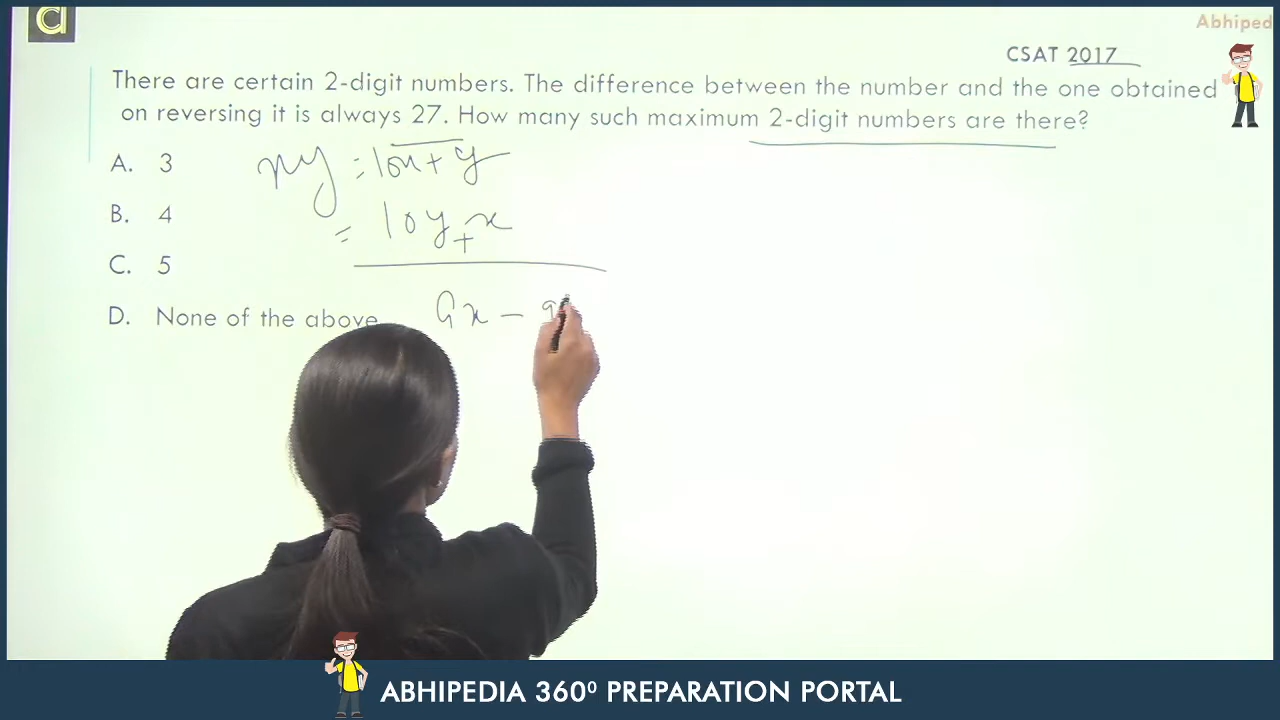 a
Abhiped
CSAT 2017
There are certain 2-digit numbers. The difference between the number and the one obtained
on reversing it is always 27. How many such maximum 2-digit numbers are there?
A. 3
B. 4
C. 5
D. None of the above
xy = 10x + y
= 10y + x
9x - 9
ABHIPEDIA 360⁰ PREPARATION PORTAL